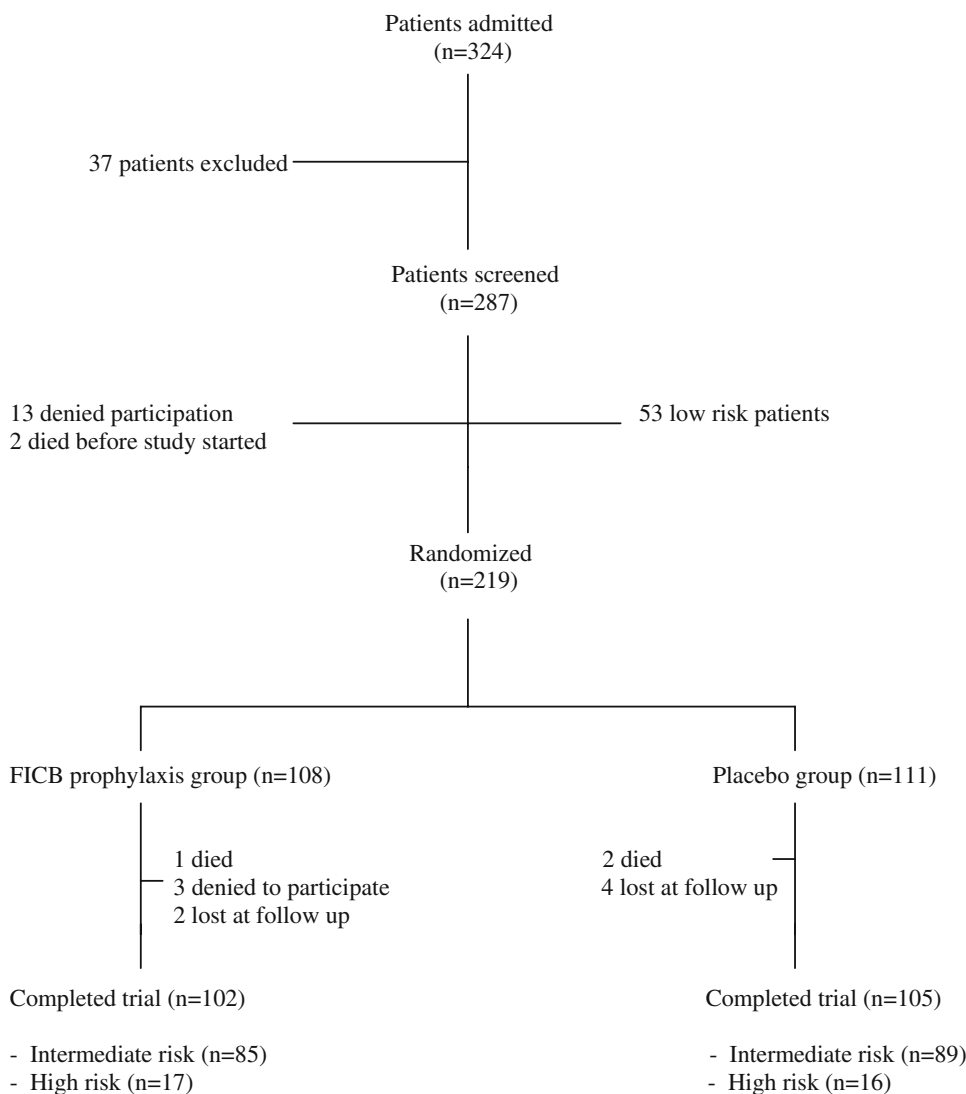 Patients admitted
(n=324)
37 patients excluded
Patients screened
(n=287)
13 denied participation
2 died before study started
53 low risk patients
Randomized
(n=219)
FICB prophylaxis group (n=108)
Placebo group (n=111)
1 died
3 denied to participate
2 lost at follow up
2 died
4 lost at follow up
Completed trial (n=102)
- Intermediate risk (n=85)
- High risk (n=17)
Completed trial (n=105)
- Intermediate risk (n=89)
- High risk (n=16)